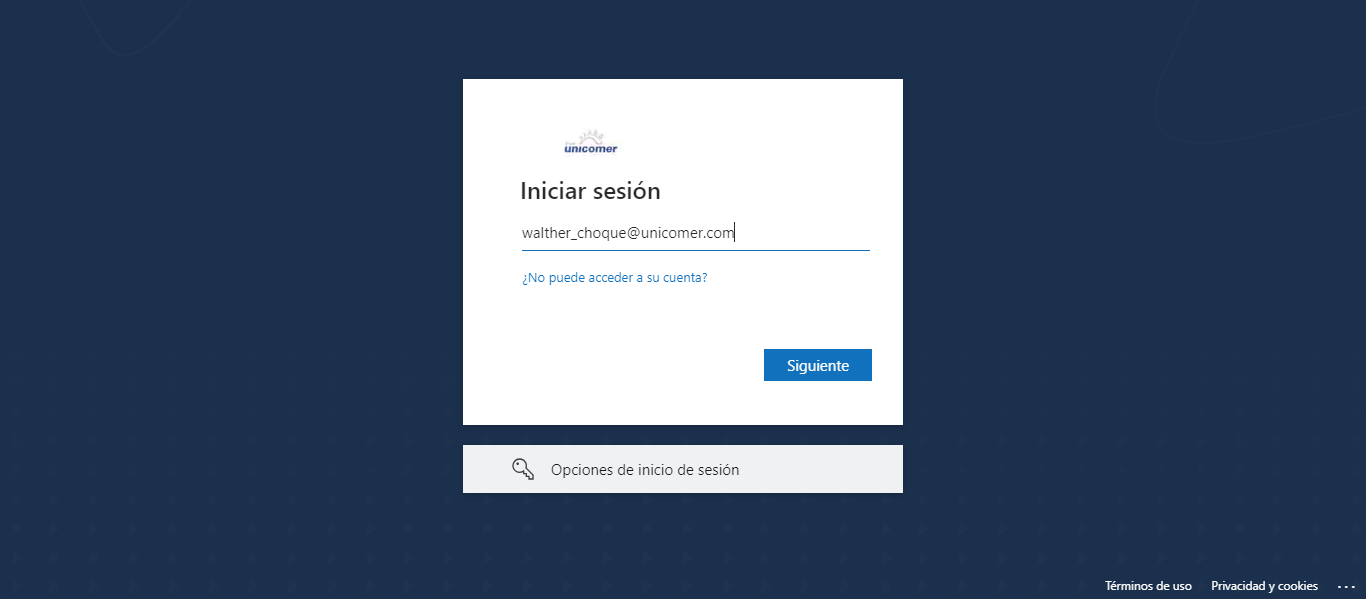 unicomer
Iniciar sesión
walther_choque@unicomer.com
¿No puede acceder a su cuenta?
Siguiente
Opciones de inicio de sesión
Términos de uso Privacidad y cookies ...